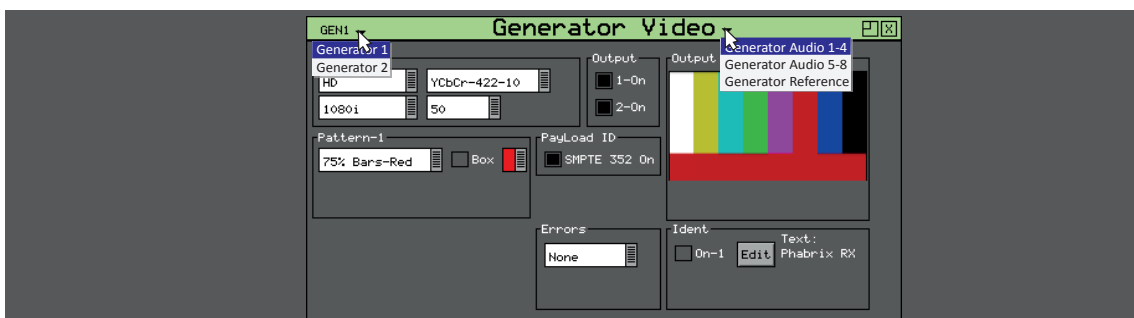 GEN1
Generator Video
Generator 1
Generator 2
Generator Audio 1-4
Generator Audio 5-8
Generator Reference
HD
YCbCr-422-10
1080i
50
Output
1-On
2-On
Output
Pattern-1
75% Bars-Red
Box
PayLoad ID
SMPTE 352 On
Errors
None
Ident
On-1
Edit
Text:
Phabrix RX